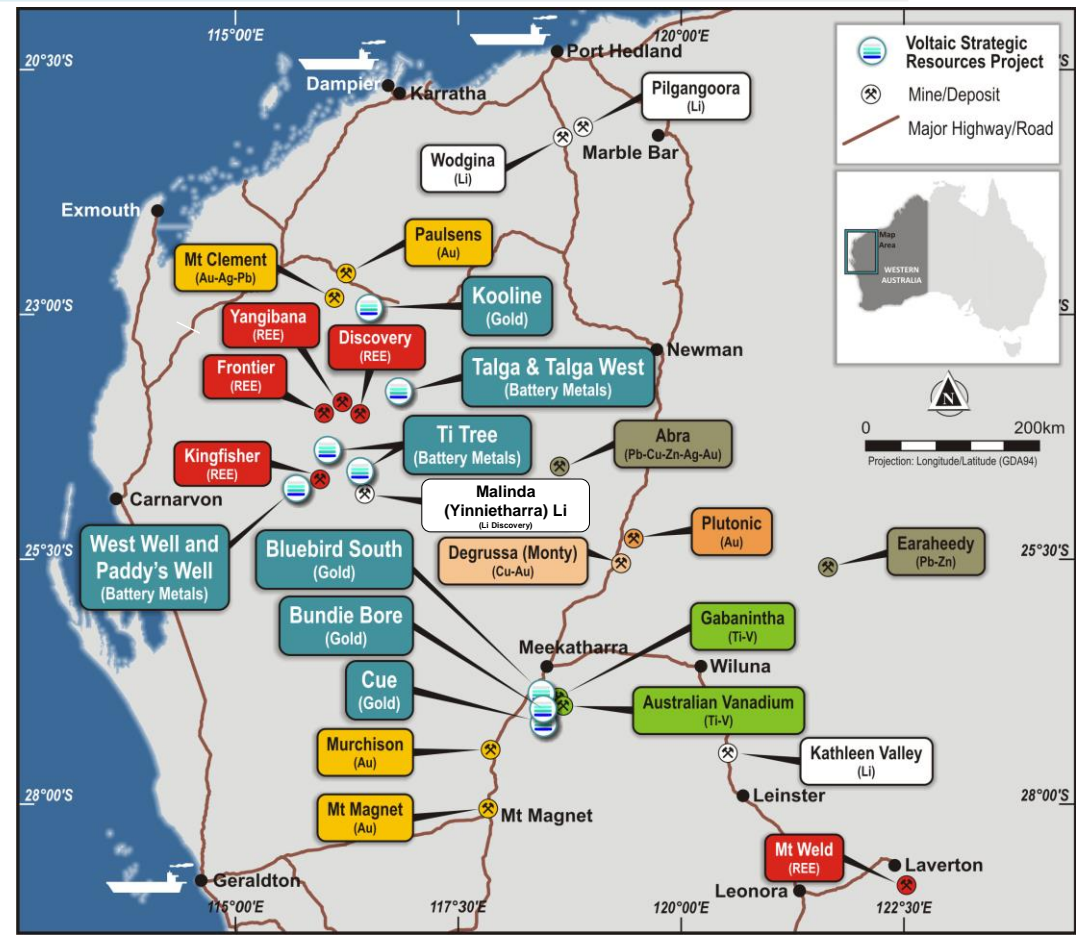 115°00'E
120°00'E
20°30'S
°S
Port Hedland
Dampier
Karratha
Pilgangoora
(Li)
Marble Bar
Wodgina
(Li)
Voltaic Strategic
Resources Project
Mine/Deposit
Major Highway/Road
Map
Area
WESTERN
AUSTRALIA
Exmouth
Paulsens
(Au)
Mt Clement
(Au-Ag-Pb)
Kooline
(Gold)
23°00'S
°S
Yangibana
(REE)
Discovery
(REE)
Frontier
(REE)
Newman
Talga & Talga West
(Battery Metals)
N
0
200km
Projection: Longitude/Latitude (GDA94)
Ti Tree
(Battery Metals)
Abra
(Pb-Cu-Zn-Ag-Au)
Kingfisher
(REE)
Carnarvon
Malinda
(Yinnietharra) Li
(Li Discovery)
West Well and
Paddy's Well
(Battery Metals)
Bluebird South
(Gold)
Degrussa (Monty)
(Cu-Au)
Plutonic
(Au)
Earaheedy
(Pb-Zn)
25°30'S
25°30'S
Bundie Bore
(Gold)
Gabanintha
(Ti-V)
Meekatharra
Wiluna
Cue
(Gold)
Australian Vanadium
(Ti-V)
Murchison
(Au)
Kathleen Valley
(Li)
Leinster
28°00'S
28°00'S
Mt Magnet
(Au)
Mt Magnet
Mt Weld
(REE)
Laverton
Leonora
Geraldton
115°00'E
117°30'E
120°00'E
122°30'E